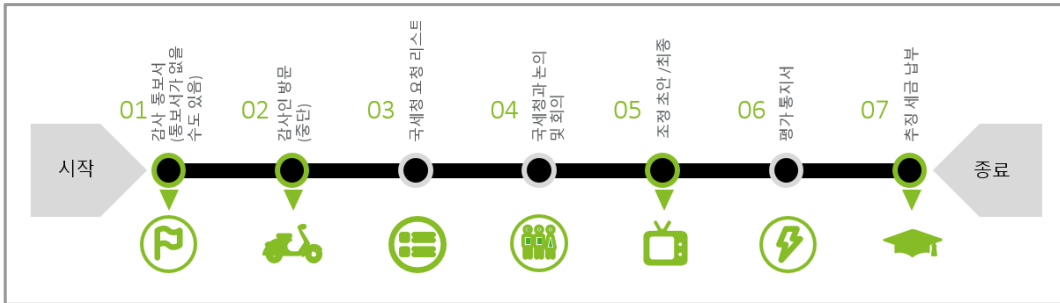 시작
01
감사 통보서
(통보서가 없을
수도 있음)
02
감사인 방문
(중단)
03
국세청 요청 리스트
04
국세청과 논의
및 회의
05
조정 초안 /최종
06
평가 통지서
07
추징 세금 납부
종료